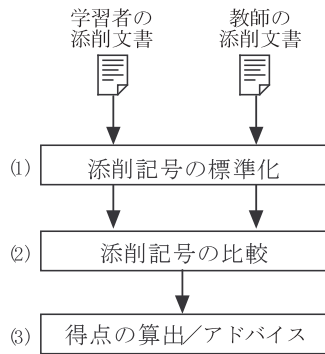 学習者の
添削文書
教師の
添削文書
(1) 添削記号の標準化
(2) 添削記号の比較
(3) 得点の算出/アドバイス